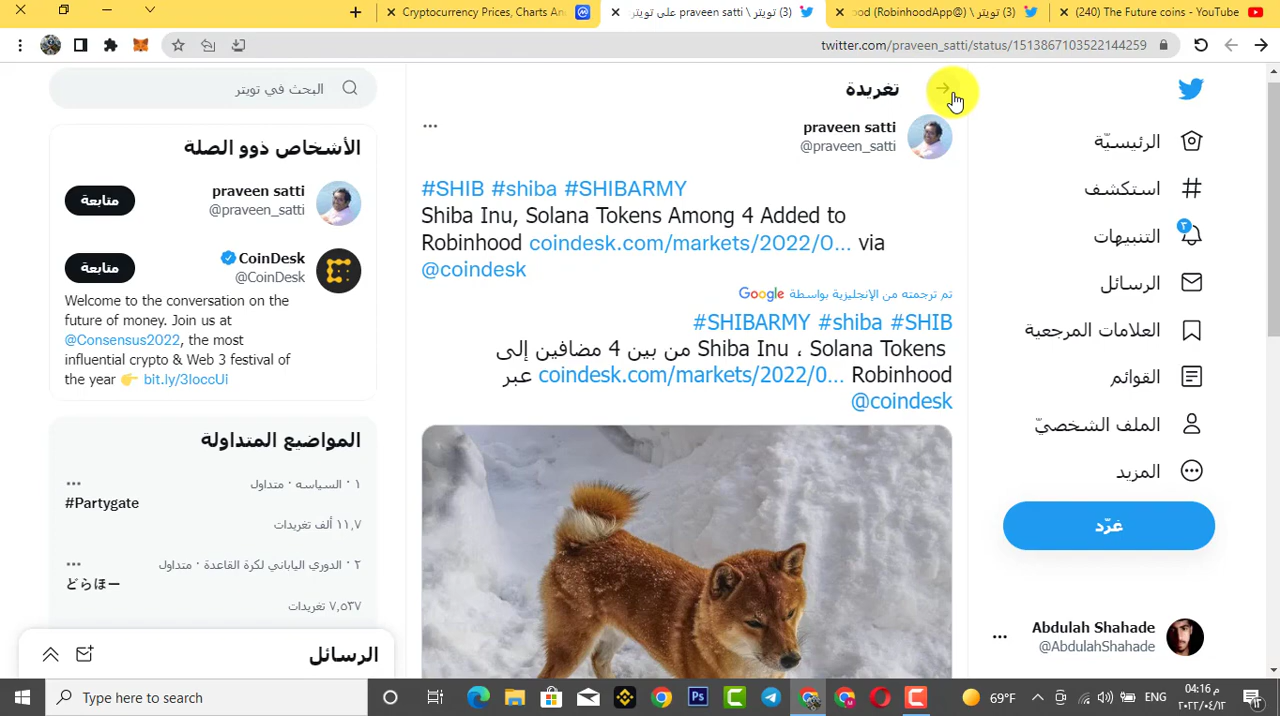 Cryptocurrency Prices, Charts An
(3) تويتر \ praveen satti على تويتر
(3) تويتر \ (@RobinhoodApp) ood
(240) The Future coins - YouTube
twitter.com/praveen_satti/status/1513867103522144259
البحث في تويتر
الأشخاص ذوو الصلة
praveen satti
@praveen_satti
متابعة
CoinDesk
@CoinDesk
متابعة
Welcome to the conversation on the
future of money. Join us at
@Consensus2022, the most
influential crypto & Web 3 festival of
the year 👉 bit.ly/3IoccUi
المواضيع المتداولة
١ · السياسه · متداول
#Partygate
١١,٧ ألف تغريدات
٢ · الدوري الياباني لكرة القاعدة · متداول
どらほー
٧,٥٣٧ تغريدات
الرسائل
تغريدة
praveen satti
@praveen_satti
#SHIB #shiba #SHIBARMY
Shiba Inu, Solana Tokens Among 4 Added to
Robinhood coindesk.com/markets/2022/0... via
@coindesk
تم ترجمته من الإنجليزية بواسطة Google
#SHIBARMY #shiba #SHIB
Shiba Inu ، Solana Tokens من بين 4 مضافين إلى
Robinhood coindesk.com/markets/2022/0... عبر
@coindesk
الرئيسيّة
استكشف
٣
التنبيهات
الرسائل
العلامات المرجعية
القوائم
الملف الشخصيّ
المزيد
غرّد
Abdulah Shahade
@AbdulahShahade
Type here to search
Ps
69°F
ENG
04:16 م
٢٠٢٢/٠٤/١٢